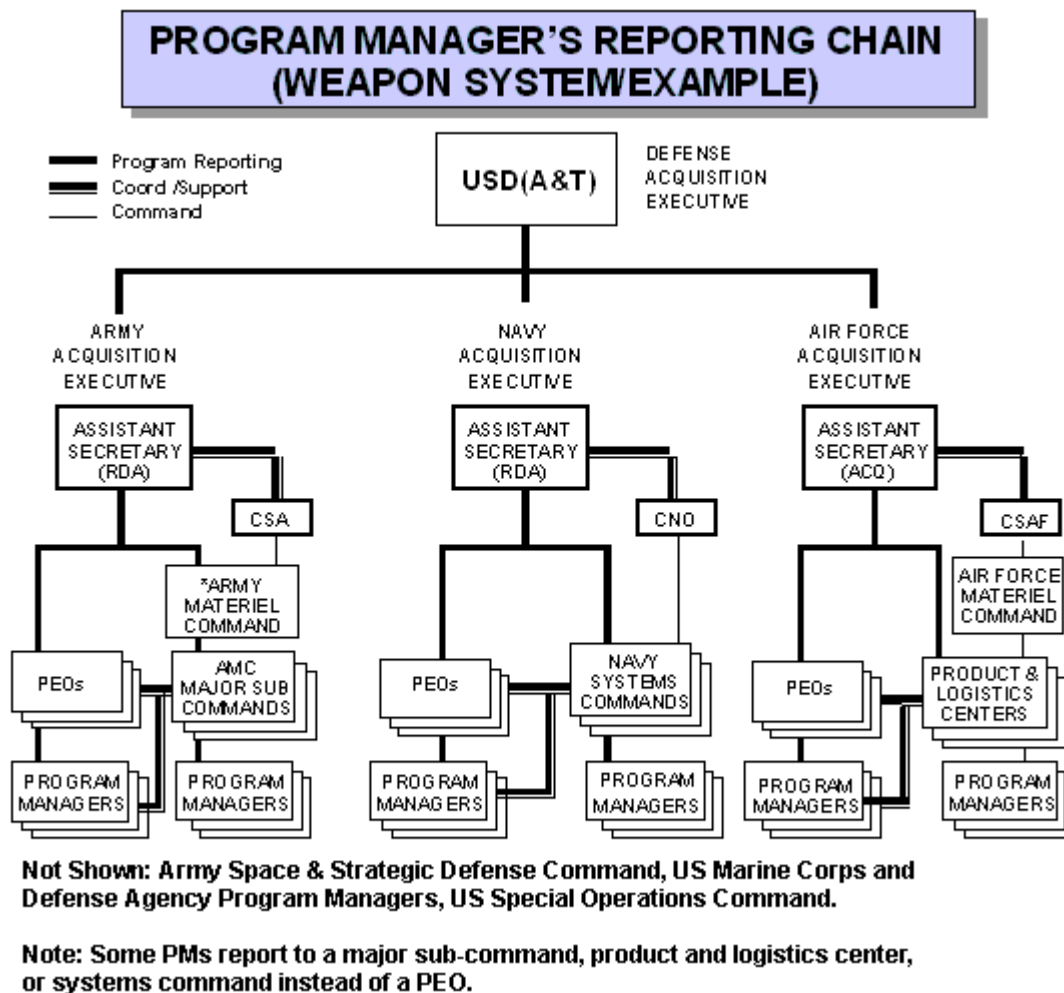 PROGRAM MANAGER'S REPORTING CHAIN
(WEAPON SYSTEM/EXAMPLE)
Program Reporting
Coord /Support
Command
USD(A&T)
DEFENSE
ACQUISITION
EXECUTIVE
ARMY
ACQUISITION
EXECUTIVE
NAVY
ACQUISITION
EXECUTIVE
AIR FORCE
ACQUISITION
EXECUTIVE
ASSISTANT
SECRETARY
(RDA)
CSA
ASSISTANT
SECRETARY
(RDA)
CNO
ASSISTANT
SECRETARY
(ACQ)
CSAF
*ARMY
MATERIEL
COMMAND
AIR FORCE
MATERIEL
COMMAND
PEOs
AMC
MAJOR SUB
COMMANDS
PEOs
NAVY
SYSTEMS
COMMANDS
PEOs
PRODUCT &
LOGISTICS
CENTERS
PROGRAM
MANAGERS
PROGRAM
MANAGERS
PROGRAM
MANAGERS
PROGRAM
MANAGERS
PROGRAM
MANAGERS
PROGRAM
MANAGERS
Not Shown: Army Space & Strategic Defense Command, US Marine Corps and
Defense Agency Program Managers, US Special Operations Command.
Note: Some PMs report to a major sub-command, product and logistics center,
or systems command instead of a PEO.